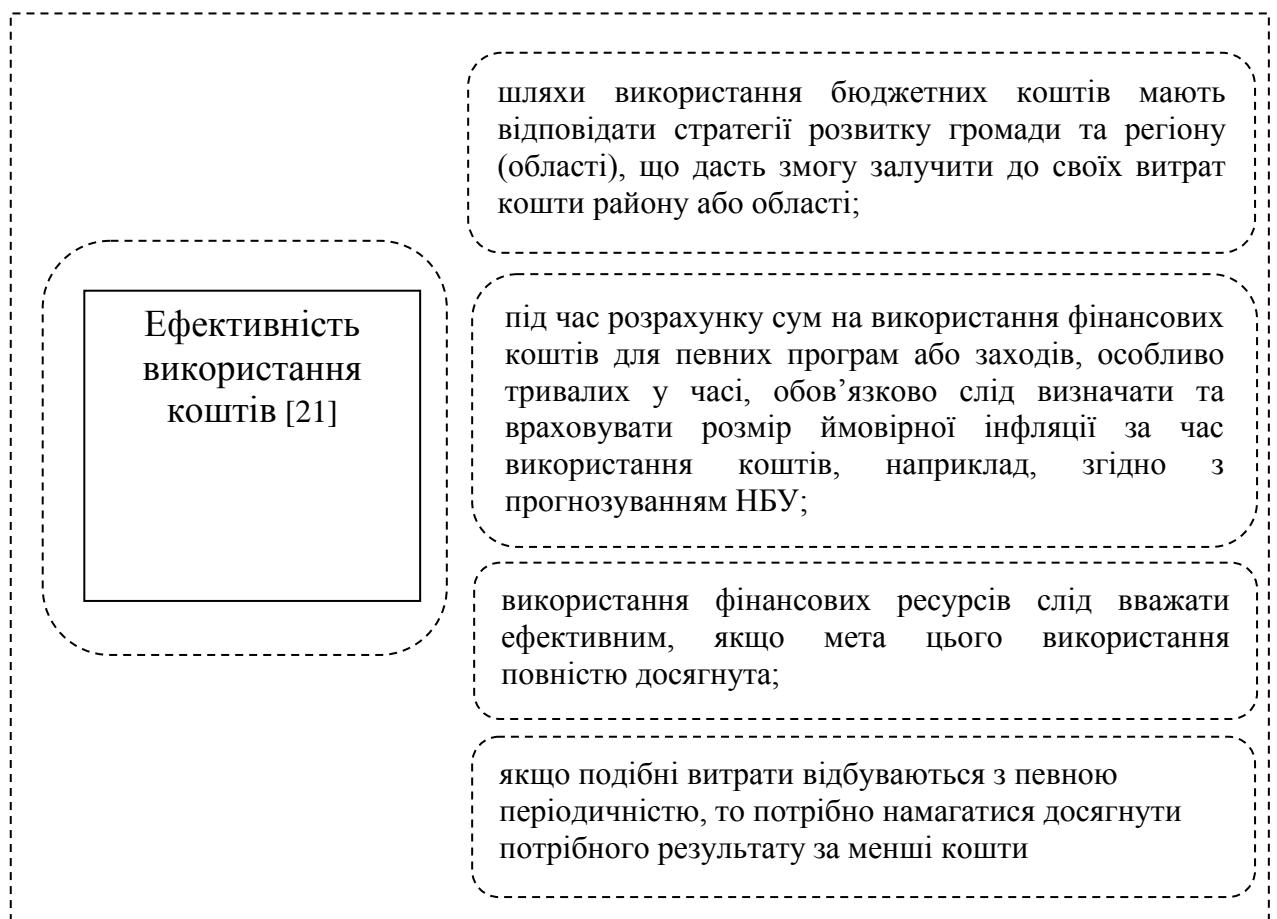 шляхи використання бюджетних коштів мають
відповідати стратегії розвитку громади та регіону
(області), що дасть змогу залучити до своїх витрат
кошти району або області;
Ефективність
використання
коштів [21]
під час розрахунку сум на використання фінансових
коштів для певних програм або заходів, особливо
тривалих у часі, обов’язково слід визначати та
враховувати розмір ймовірної інфляції за час
використання коштів, наприклад, згідно з
прогнозуванням НБУ;
використання фінансових ресурсів слід вважати
ефективним, якщо мета цього використання
повністю досягнута;
якщо подібні витрати відбуваються з певною
періодичністю, то потрібно намагатися досягнути
потрібного результату за менші кошти